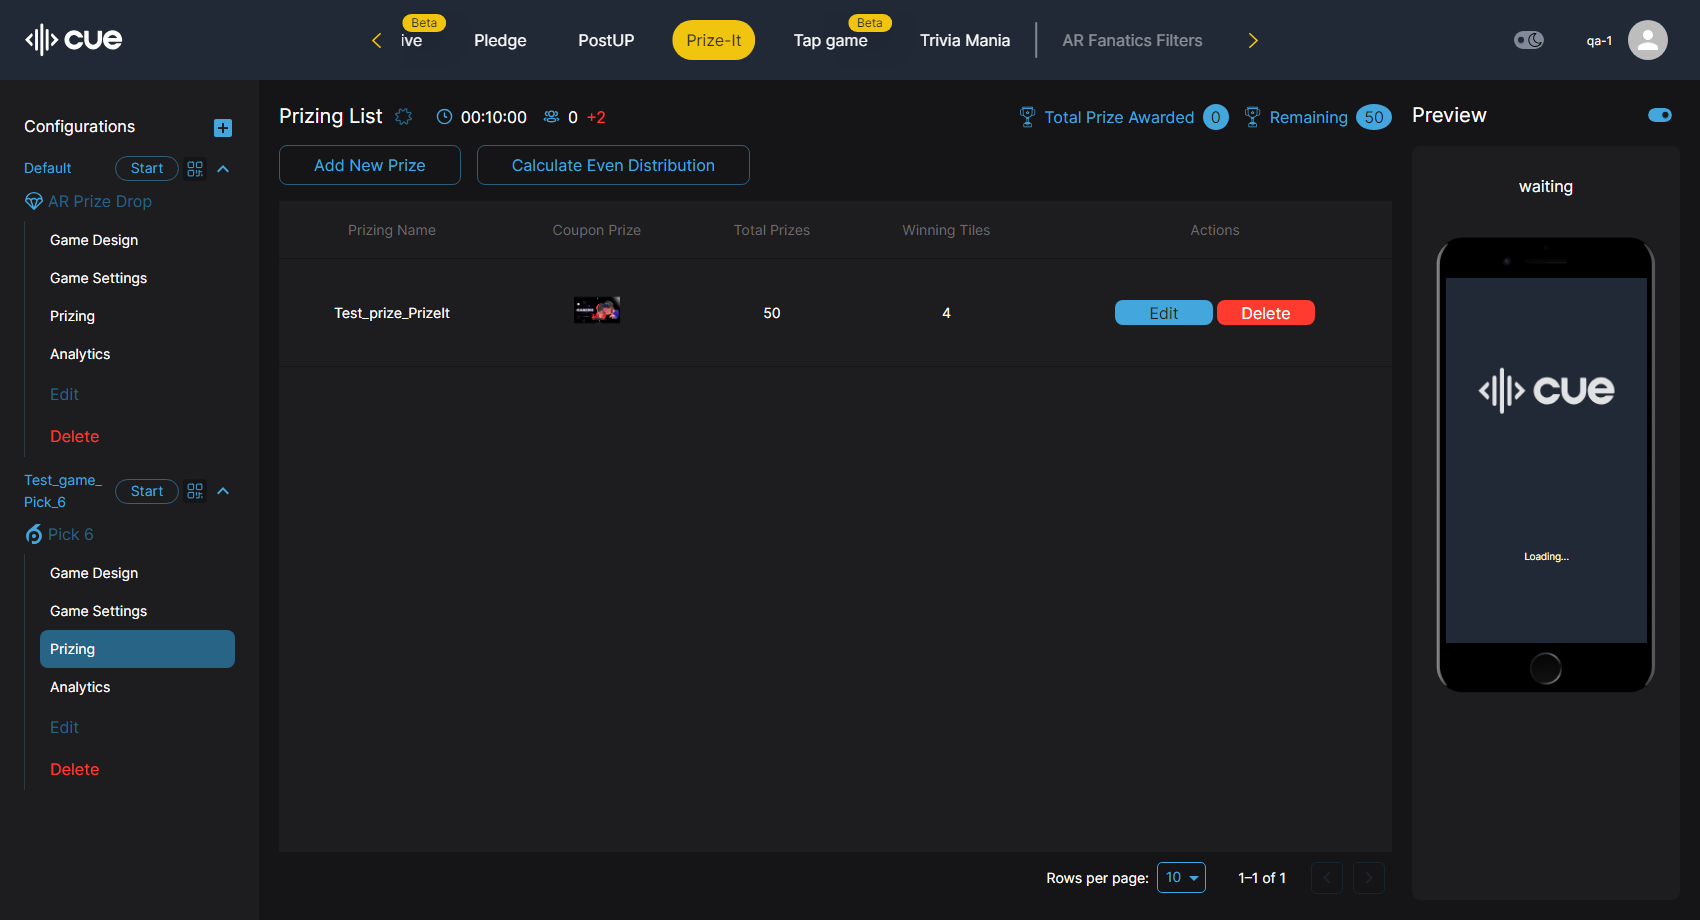 cue
Beta
ive
Pledge
PostUP
Prize-It
Beta
Tap game
Trivia Mania
AR Fanatics Filters
qa-1
Configurations
Default
Start
AR Prize Drop
Game Design
Game Settings
Prizing
Analytics
Edit
Delete
Test_game_
Pick_6
Start
Pick 6
Game Design
Game Settings
Prizing
Analytics
Edit
Delete
Prizing List
00:10:00
0 +2
Total Prize Awarded 0
Remaining 50
Add New Prize
Calculate Even Distribution
Prizing Name Coupon Prize Total Prizes Winning Tiles Actions
Test_prize_PrizeIt 50 4 Edit Delete
Rows per page: 10 1–1 of 1
Preview
waiting
cue
Loading...